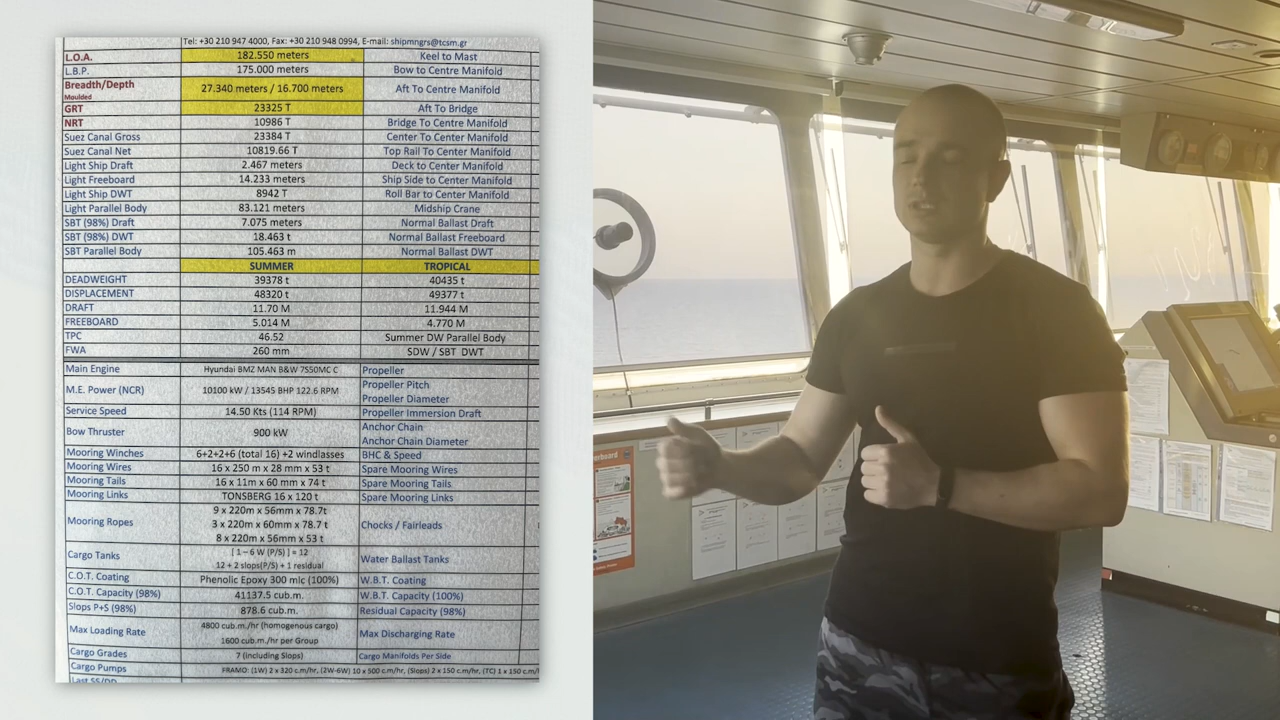 Tel: +30 210 947 4000, Fax: +30 210 948 0994, E-mail: shipmngrs@tcsm.gr
L.O.A. 182.550 meters Keel to Mast
L.B.P. 175.000 meters Bow to Centre Manifold
Breadth/Depth Moulded 27.340 meters / 16.700 meters Aft To Centre Manifold
GRT 23325 T Aft To Bridge
NRT 10986 T Bridge To Centre Manifold
Suez Canal Gross 23384 T Center To Center Manifold
Suez Canal Net 10819.66 T Top Rail To Center Manifold
Light Ship Draft 2.467 meters Deck to Center Manifold
Light Freeboard 14.233 meters Ship Side to Center Manifold
Light Ship DWT 8942 T Roll Bar to Center Manifold
Light Parallel Body 83.121 meters Midship Crane
SBT (98%) Draft 7.075 meters Normal Ballast Draft
SBT (98%) DWT 18.463 t Normal Ballast Freeboard
SBT Parallel Body 105.463 m Normal Ballast DWT
SUMMER TROPICAL
DEADWEIGHT 39378 t 40435 t
DISPLACEMENT 48320 t 49377 t
DRAFT 11.70 M 11.944 M
FREEBOARD 5.014 M 4.770 M
TPC 46.52 Summer DW Parallel Body
FWA 260 mm SDW / SBT DWT
Main Engine Hyundai BMZ MAN B&W 7S50MC C Propeller
M.E. Power (NCR) 10100 kW / 13545 BHP 122.6 RPM Propeller Pitch
Propeller Diameter
Service Speed 14.50 Kts (114 RPM) Propeller Immersion Draft
Bow Thruster 900 kW Anchor Chain
Anchor Chain Diameter
Mooring Winches 6+2+2+6 (total 16) +2 windlasses BHC & Speed
Mooring Wires 16 x 250 m x 28 mm x 53 t Spare Mooring Wires
Mooring Tails 16 x 11m x 60 mm x 74 t Spare Mooring Tails
Mooring Links TONSBERG 16 x 120 t Spare Mooring Links
Mooring Ropes 9 x 220m x 56mm x 78.7t Chocks / Fairleads
3 x 220m x 60mm x 78.7 t
8 x 220m x 56mm x 53 t
Cargo Tanks [ 1–6 W (P/S) ] = 12 Water Ballast Tanks
12 + 2 slops(P/S) + 1 residual
C.O.T. Coating Phenolic Epoxy 300 mic (100%) W.B.T. Coating
C.O.T. Capacity (98%) 41137.5 cub.m. W.B.T. Capacity (100%)
Slops P+S (98%) 878.6 cub.m. Residual Capacity (98%)
Max Loading Rate 4800 cub.m./hr (homogenous cargo) Max Discharging Rate
1600 cub.m./hr per Group
Cargo Grades 7 (including Slops) Cargo Manifolds Per Side
Cargo Pumps FRAMO: (1W) 2 x 320 c.m/hr, (2W-6W) 10 x 500 c.m/hr, (Slops) 2 x 150 c.m/hr, (TC) 1 x 150 c.m/
Last SS/DD